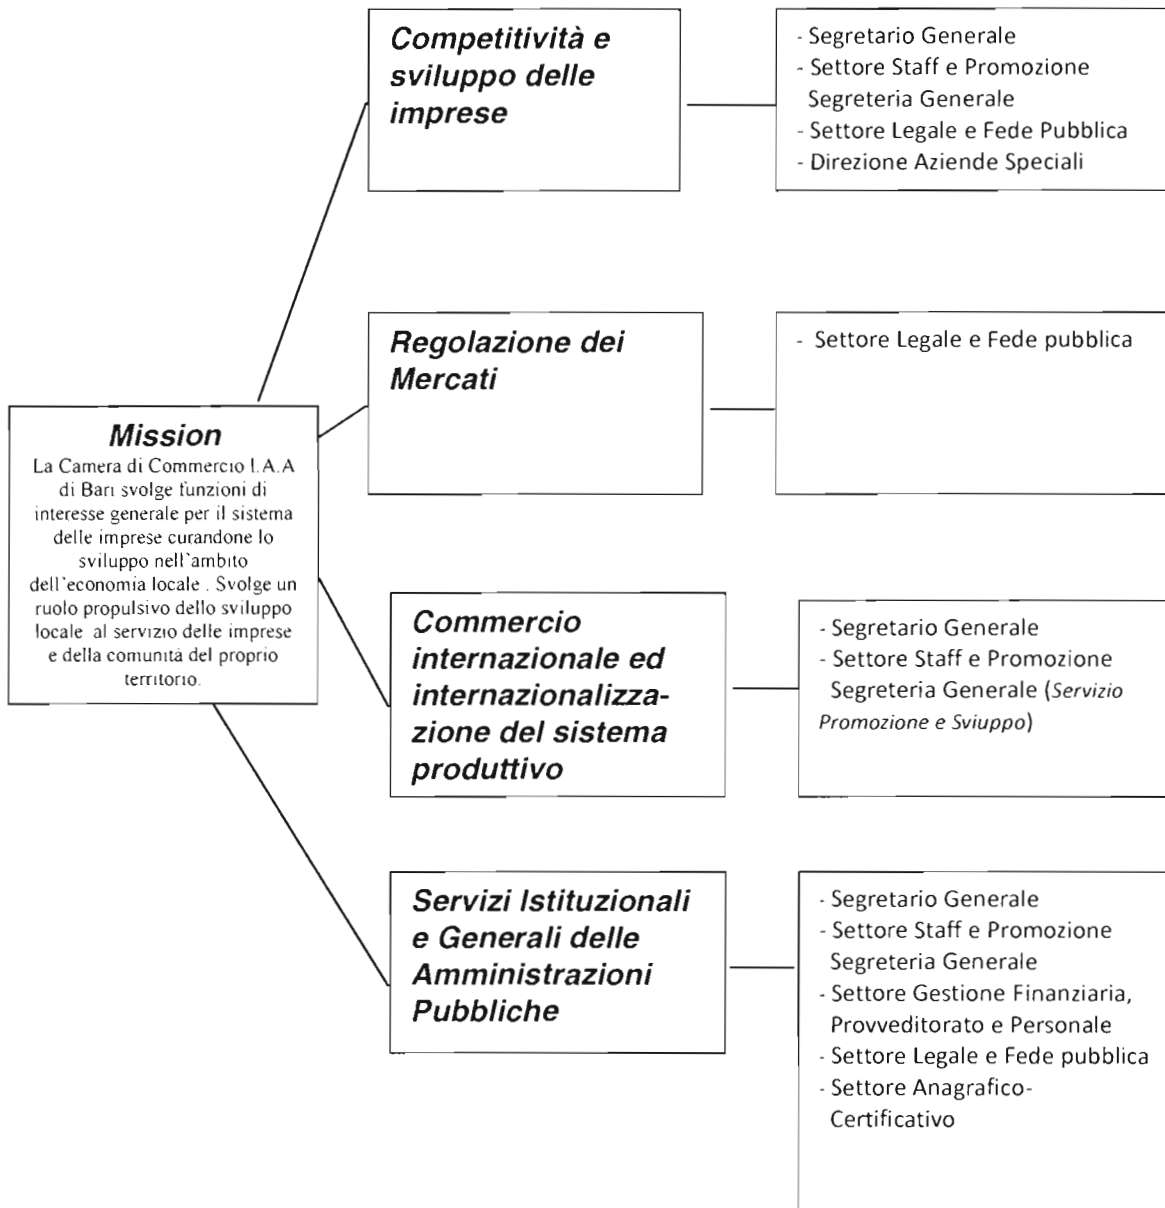 Competitività e
sviluppo delle
imprese
- Segretario Generale
- Settore Staff e Promozione
Segreteria Generale
- Settore Legale e Fede Pubblica
- Direzione Aziende Speciali
Regolazione dei
Mercati
- Settore Legale e Fede pubblica
Mission
La Camera di Commercio I.A.A
di Bari svolge funzioni di
interesse generale per il sistema
delle imprese curandone lo
sviluppo nell'ambito
dell'economia locale . Svolge un
ruolo propulsivo dello sviluppo
locale al servizio delle imprese
e della comunità del proprio
territorio.
Commercio
internazionale ed
internazionalizza-
zione del sistema
produttivo
- Segretario Generale
- Settore Staff e Promozione
Segreteria Generale (Servizio
Promozione e Sviuppo)
Servizi Istituzionali
e Generali delle
Amministrazioni
Pubbliche
- Segretario Generale
- Settore Staff e Promozione
Segreteria Generale
- Settore Gestione Finanziaria,
Provveditorato e Personale
- Settore Legale e Fede pubblica
- Settore Anagrafico-
Certificativo